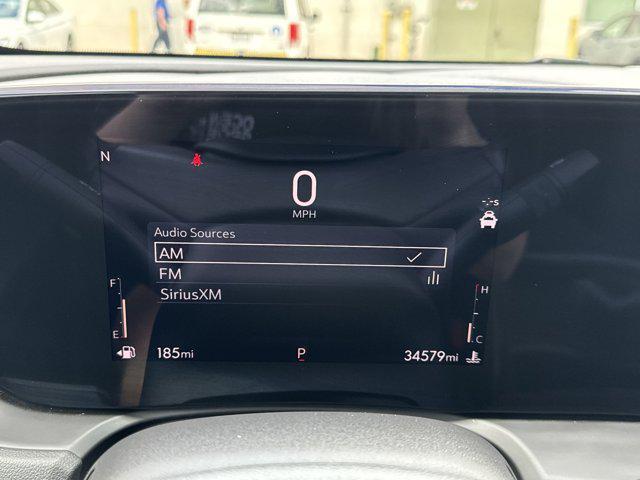 N
0
MPH
-.-s
Audio Sources
AM
FM
SiriusXM
F
E
H
C
185mi
P
34579mi